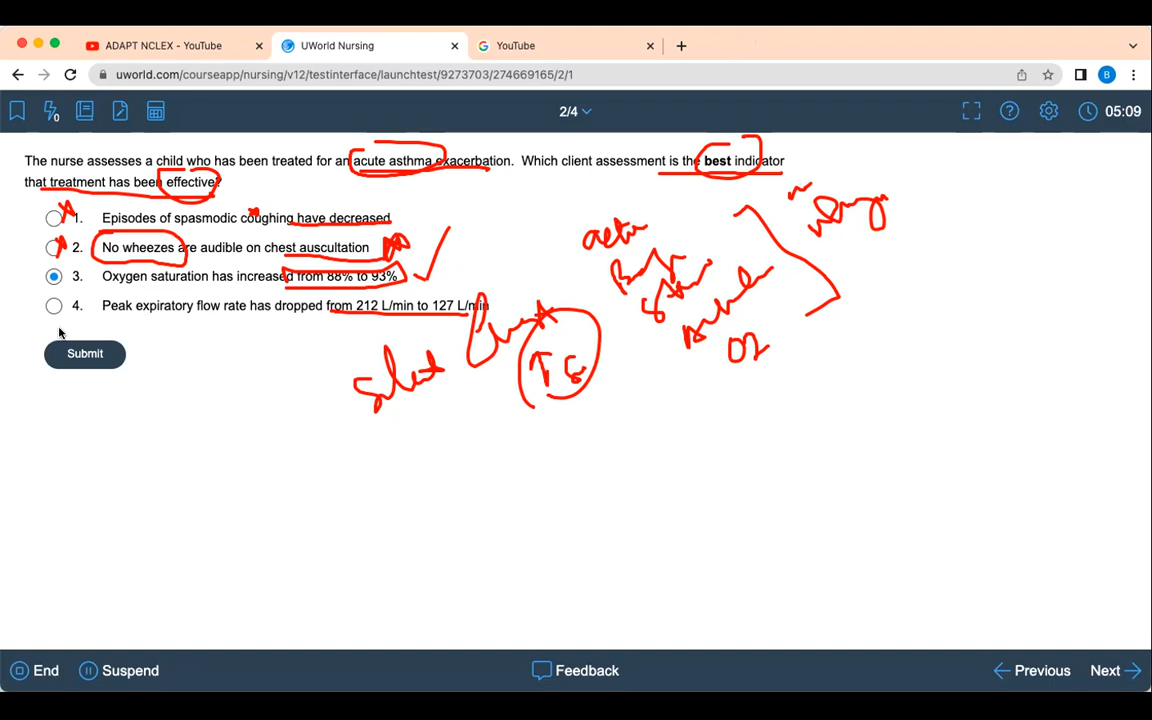 ADAPT NCLEX - YouTube
UWorld Nursing
YouTube
uworld.com/courseapp/nursing/v12/testinterface/launchtest/9273703/274669165/2/1
B
0
2/4
05:09
The nurse assesses a child who has been treated for an acute asthma exacerbation. Which client assessment is the best indicator
that treatment has been effective?
1. Episodes of spasmodic coughing have decreased
2. No wheezes are audible on chest auscultation
3. Oxygen saturation has increased from 88% to 93%
4. Peak expiratory flow rate has dropped from 212 L/min to 127 L/min
Submit
silent chest
O2
End
Suspend
Feedback
Previous
Next